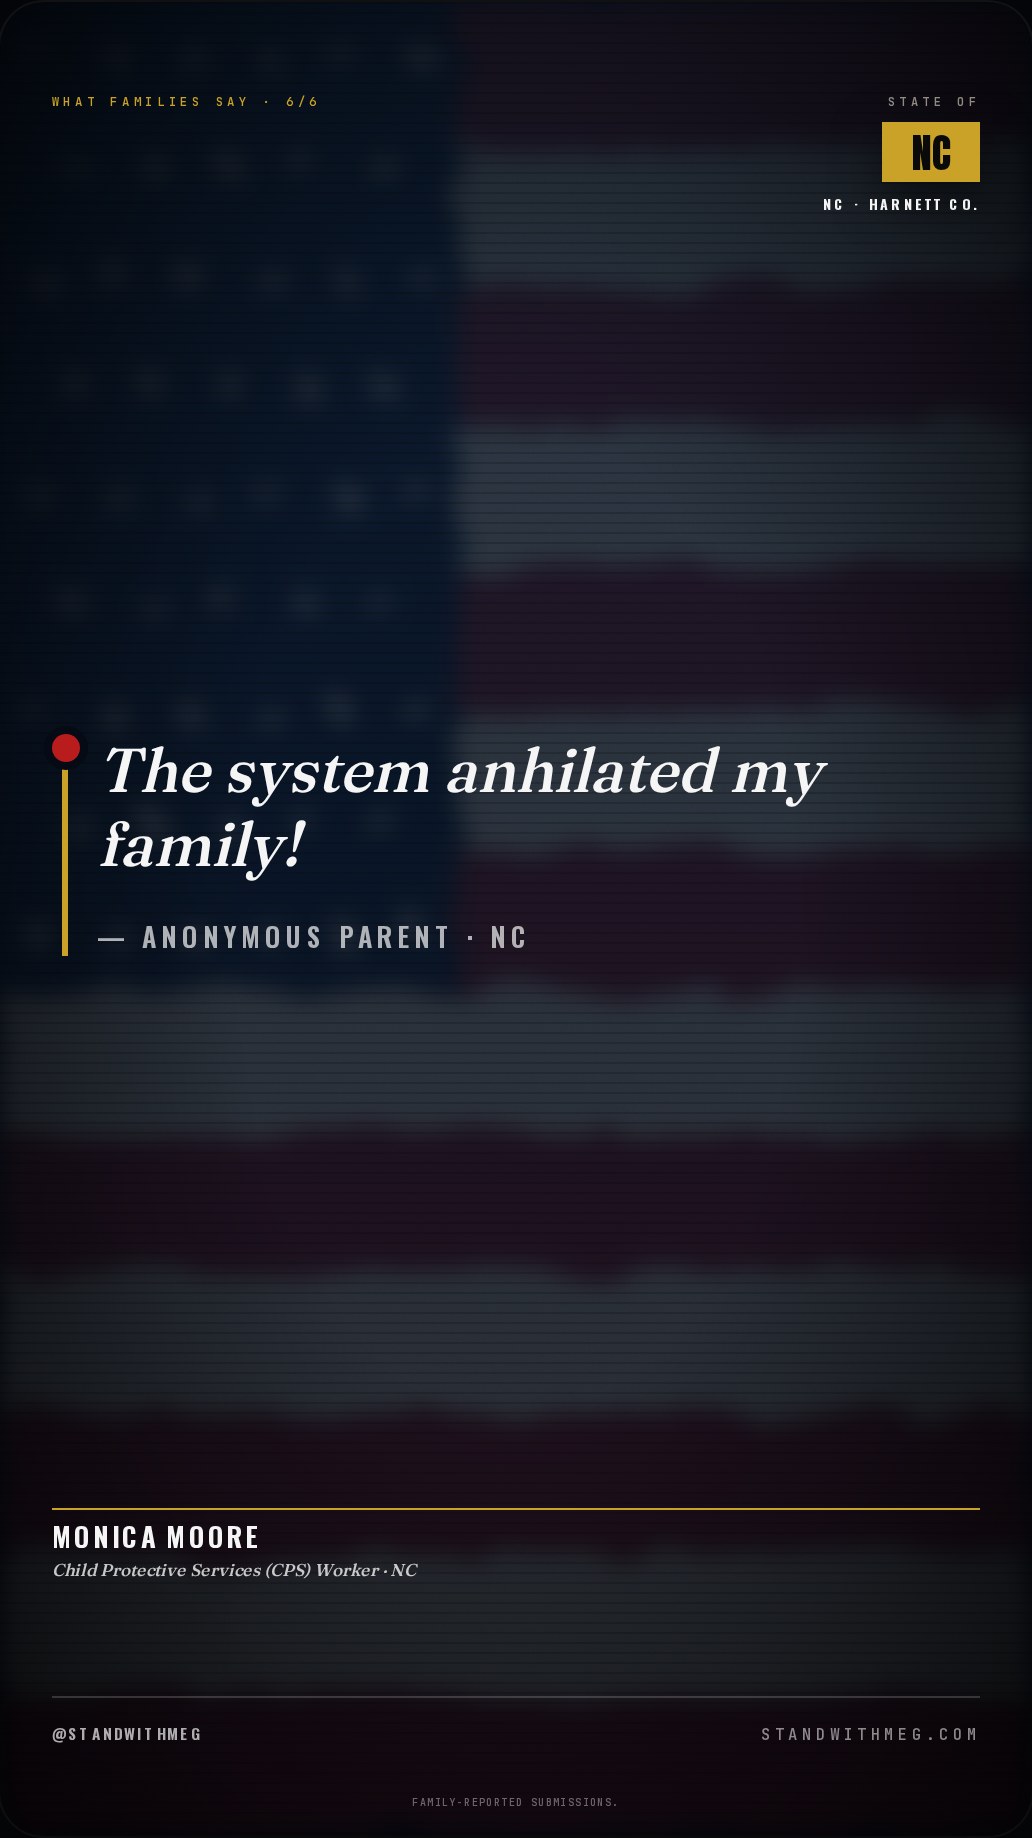 WHAT FAMILIES SAY · 6/6
STATE OF
NC
NC · HARNETT CO.
The system anhilated my
family!
— ANONYMOUS PARENT · NC
MONICA MOORE
Child Protective Services (CPS) Worker · NC
@STANDWITHMEG
STANDWITHMEG.COM
FAMILY-REPORTED SUBMISSIONS.